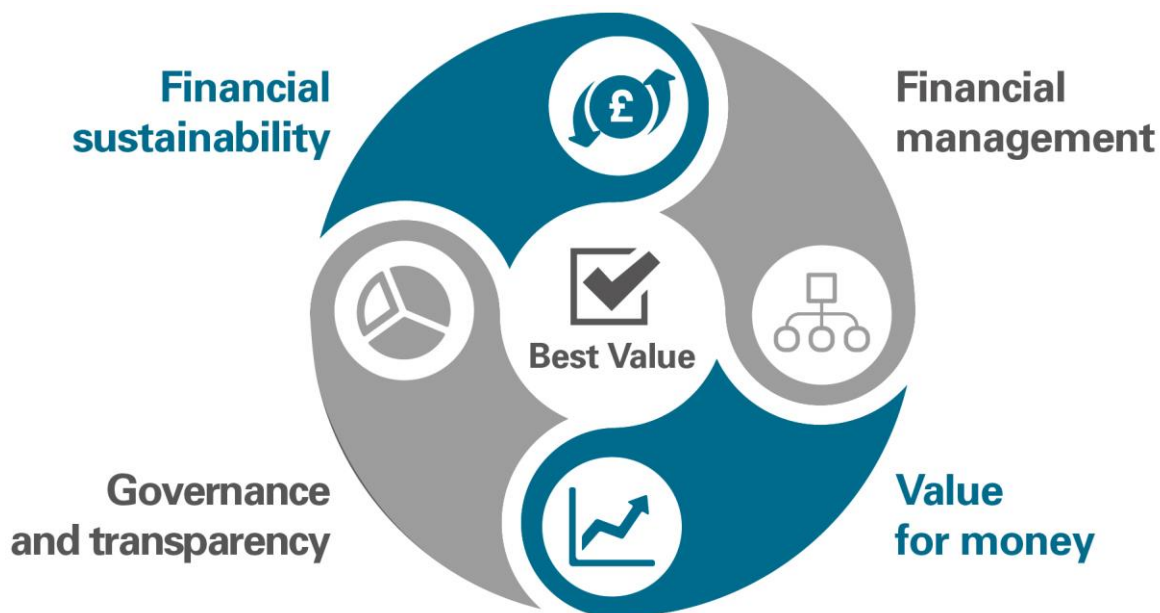 Financial
sustainability
£
Financial
management
Best Value
Governance
and transparency
Value
for money